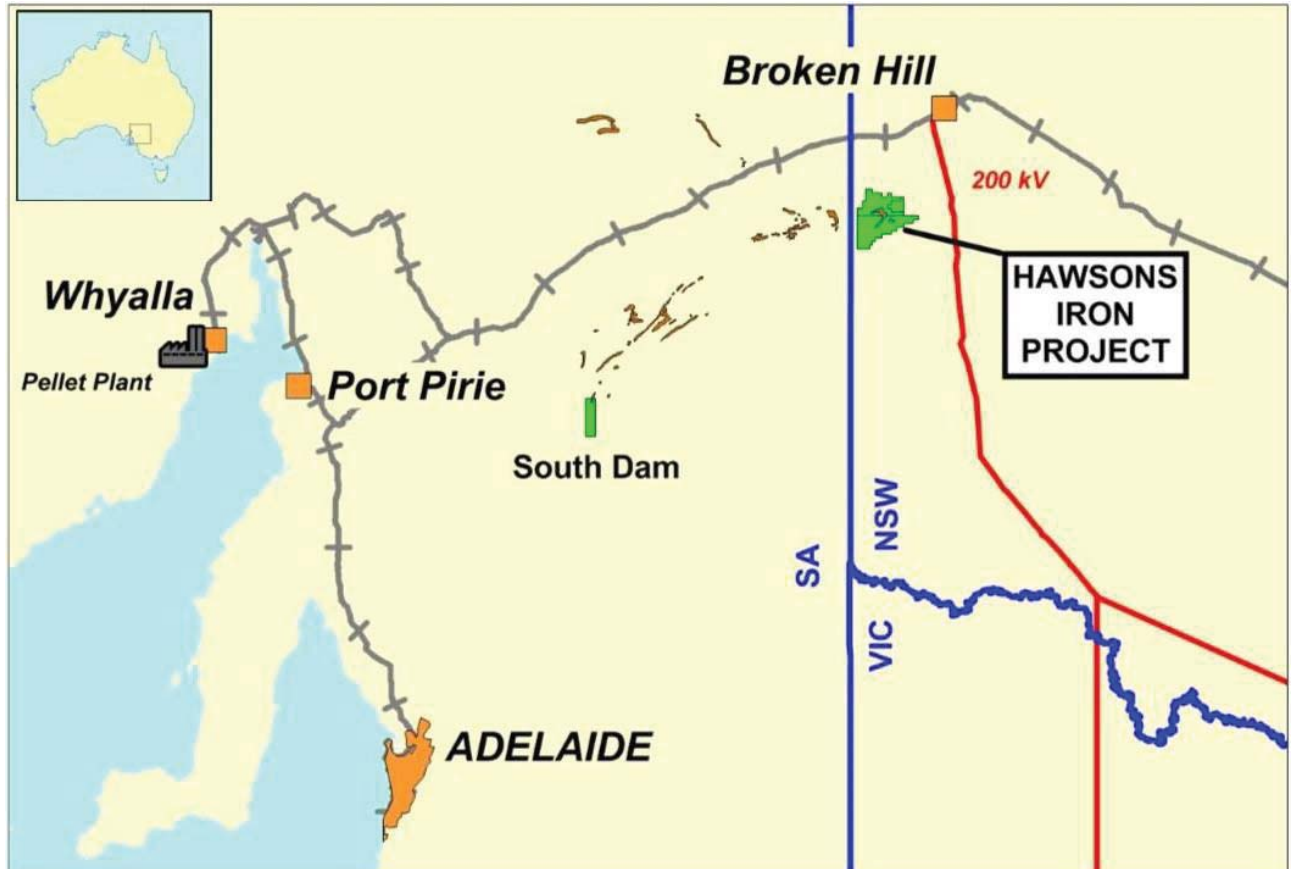 Broken Hill
200 kV
HAWSONS
IRON
PROJECT
Whyalla
Pellet Plant
Port Pirie
South Dam
SA
NSW
VIC
ADELAIDE